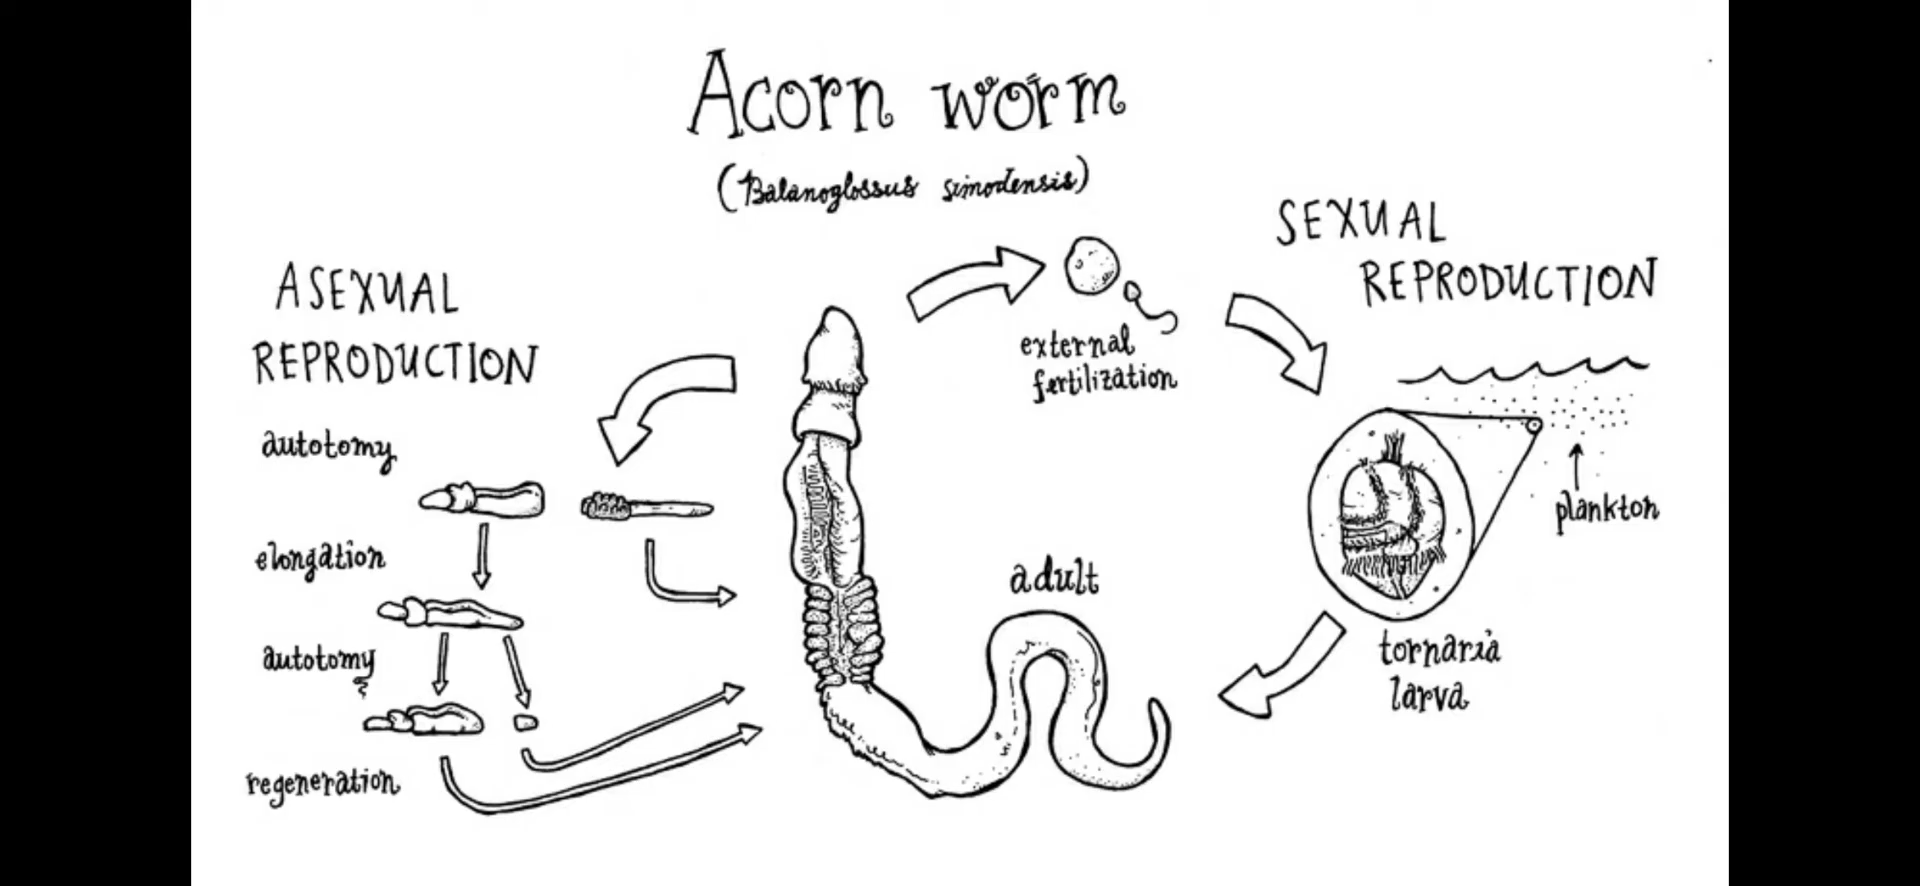 Acorn worm
(Balanoglossus simodensis)
ASEXUAL
REPRODUCTION
autotomy
elongation
autotomy
regeneration
SEXUAL
REPRODUCTION
external
fertilization
plankton
tornaria
larva
adult